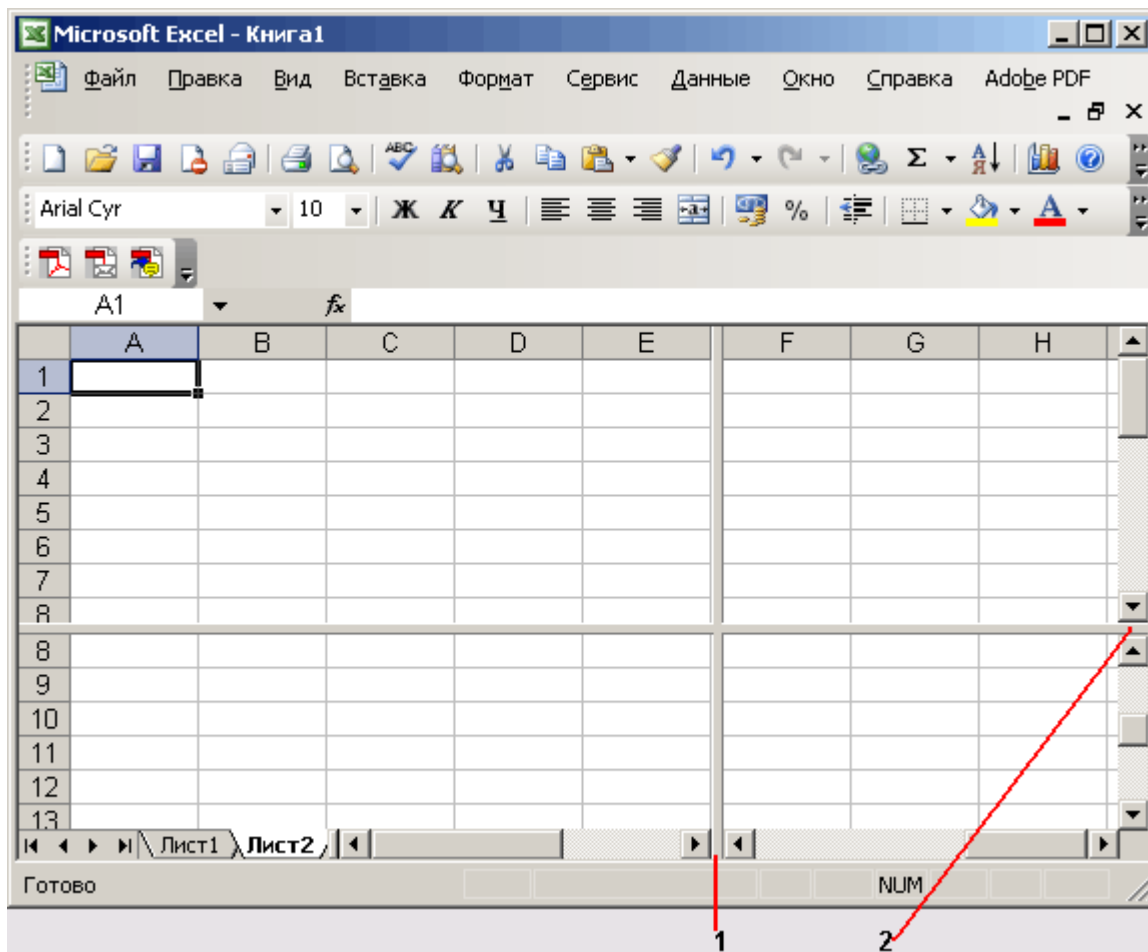 Microsoft Excel - Книга1
Файл Правка Вид Вставка Формат Сервис Данные Окно Справка Adobe PDF
ABC Σ А Я
Arial Cyr 10 Ж К Ч a % А
A1 fx
A B C D E F G H
1
2
3
4
5
6
7
8
8
9
10
11
12
13
Лист1 Лист2
Готово NUM
1 2